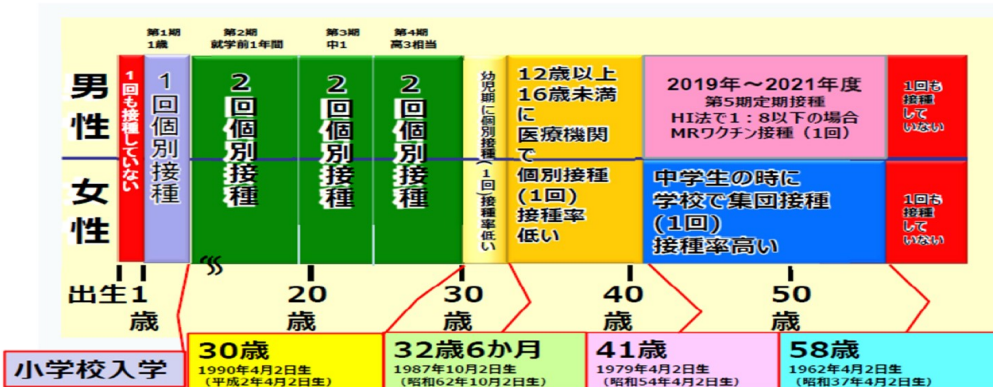 第1期
1歳
第2期
就学前1年間
第3期
中1
第4期
高3相当
男性
女性
1回も接種していない
1回個別接種
2回個別接種
2回個別接種
2回個別接種
幼児期に個別接種(1回)接種率低い
12歳以上
16歳未満
に
医療機関
で
個別接種
(1回)
接種率
低い
2019年～2021年度
第5期定期接種
HI法で1:8以下の場合
MRワクチン接種(1回)
中学生の時に
学校で集団接種
(1回)
接種率高い
1回も
接種
して
いない
1回も
接種
して
いない
出生1歳
20歳
30歳
40歳
50歳
小学校入学
30歳
1990年4月2日生
(平成2年4月2日生)
32歳6か月
1987年10月2日生
(昭和62年10月2日生)
41歳
1979年4月2日生
(昭和54年4月2日生)
58歳
1962年4月2日生
(昭和37年4月2日生)